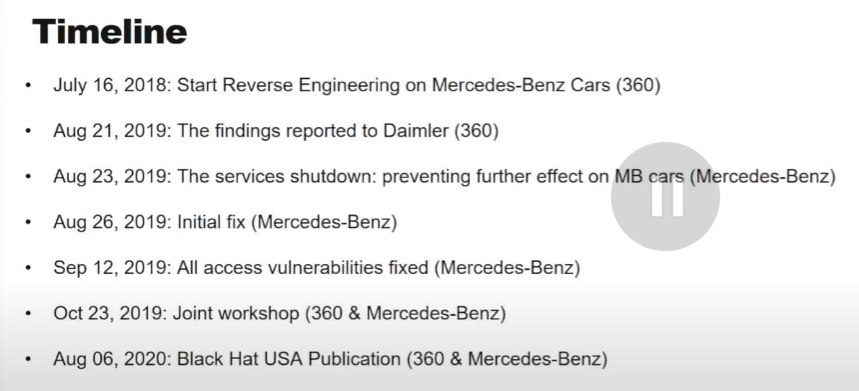 Timeline
• July 16, 2018: Start Reverse Engineering on Mercedes-Benz Cars (360)
• Aug 21, 2019: The findings reported to Daimler (360)
• Aug 23, 2019: The services shutdown: preventing further effect on MB cars (Mercedes-Benz)
• Aug 26, 2019: Initial fix (Mercedes-Benz)
• Sep 12, 2019: All access vulnerabilities fixed (Mercedes-Benz)
• Oct 23, 2019: Joint workshop (360 & Mercedes-Benz)
• Aug 06, 2020: Black Hat USA Publication (360 & Mercedes-Benz)